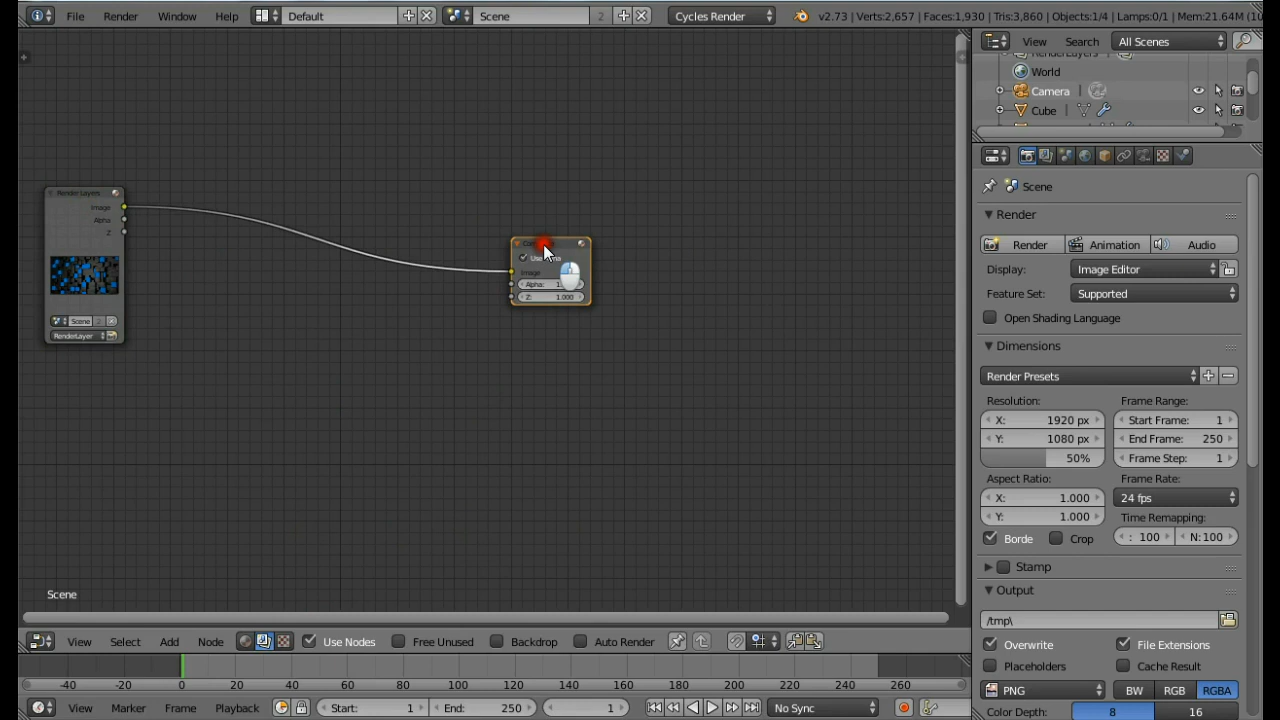 File Render Window Help Default Scene 2 Cycles Render v2.73 | Verts:2,657 | Faces:1,930 | Tris:3,860 | Objects:1/4 | Lamps:0/1 | Mem:21.64M
View Search All Scenes
RenderLayers
World
Camera
Cube
Scene
Render
Render Animation Audio
Display: Image Editor
Feature Set: Supported
Open Shading Language
Dimensions
Render Presets
Resolution: Frame Range:
X: 1920 px Start Frame: 1
Y: 1080 px End Frame: 250
50% Frame Step: 1
Aspect Ratio: Frame Rate:
X: 1.000 24 fps
Y: 1.000 Time Remapping:
Borde Crop : 100 N:100
Stamp
Output
/tmp\
Overwrite File Extensions
Placeholders Cache Result
PNG BW RGB RGBA
Color Depth: 8 16
Render Layers
Image
Alpha
Z
Scene 2
RenderLayer
Image
Alpha:
Z: 1.000
Scene
View Select Add Node Use Nodes Free Unused Backdrop Auto Render
-40 -20 0 20 40 60 80 100 120 140 160 180 200 220 240 260
View Marker Frame Playback Start: 1 End: 250 1 No Sync